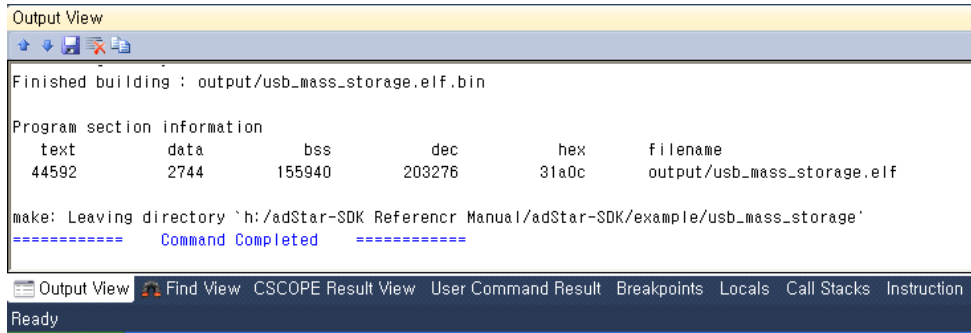 Output View
Finished building : output/usb_mass_storage.elf.bin
Program section information
text data bss dec hex filename
44592 2744 155940 203276 31a0c output/usb_mass_storage.elf
make: Leaving directory `h:/adStar-SDK Referencr Manual/adStar-SDK/example/usb_mass_storage'
============ Command Completed ============
Output View Find View CSCOPE Result View User Command Result Breakpoints Locals Call Stacks Instruction
Ready